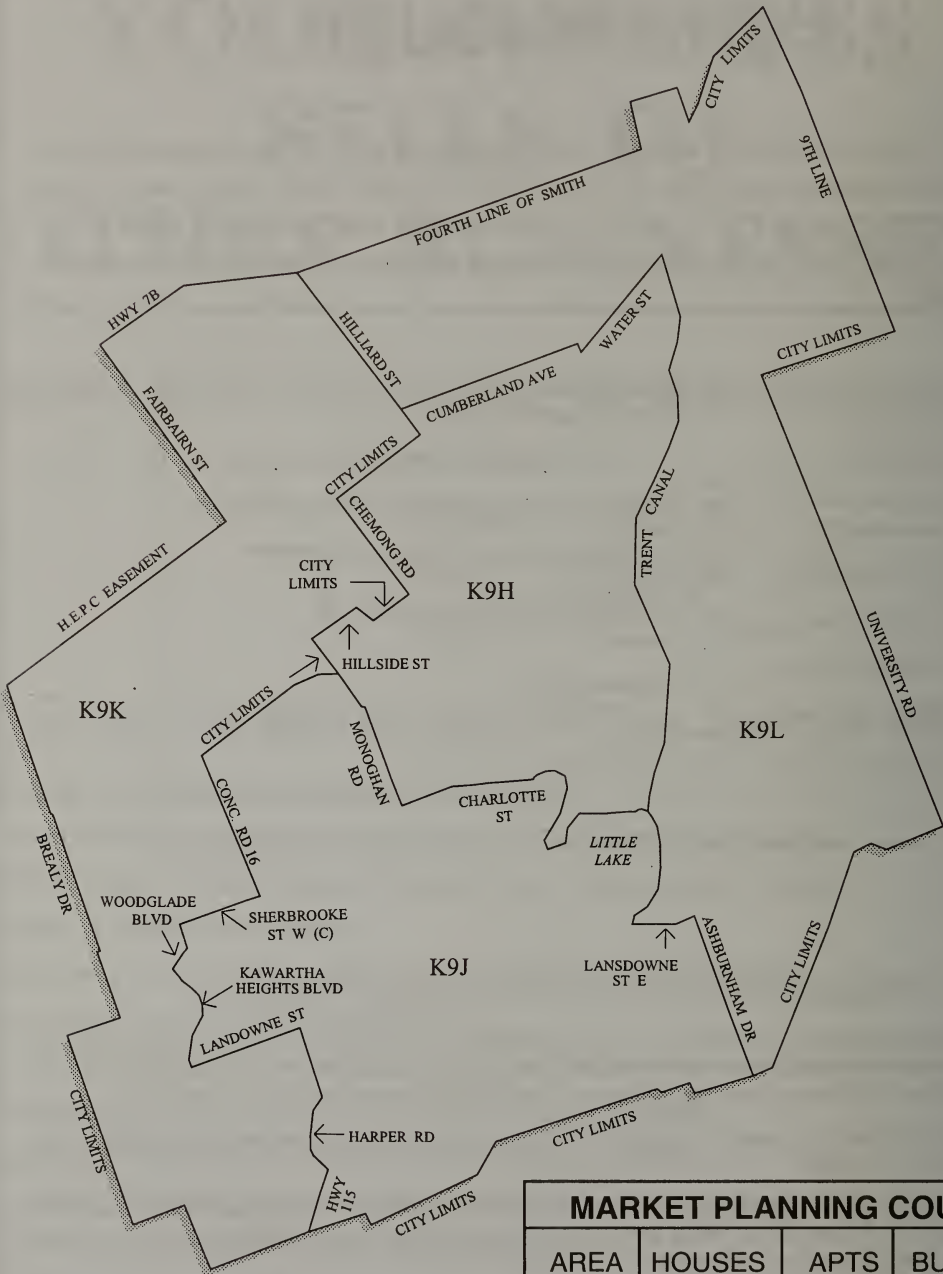 CITY LIMITS
9TH LINE
FOURTH LINE OF SMITH
HWY 7B
HILLIARD ST
WATER ST
CITY LIMITS
FAIRBAIRN ST
CUMBERLAND AVE
CITY LIMITS
CHEMONG RD
TRENT CANAL
H.E.P.C EASEMENT
CITY
LIMITS
K9H
HILLSIDE ST
UNIVERSITY RD
K9K
CITY LIMITS
MONOGHAN
RD
K9L
CHARLOTTE
ST
CONC. RD 16
LITTLE
LAKE
BREALY DR
WOODGLADE
BLVD
SHERBROOKE
ST W (C)
K9J
KAWARTHA
HEIGHTS BLVD
LANSDOWNE
ST E
ASHBURNHAM DR
CITY LIMITS
LANDOWNE ST
CITY LIMITS
HARPER RD
CITY LIMITS
HWY
115
CITY LIMITS
MARKET PLANNING COU
AREA HOUSES APTS BU